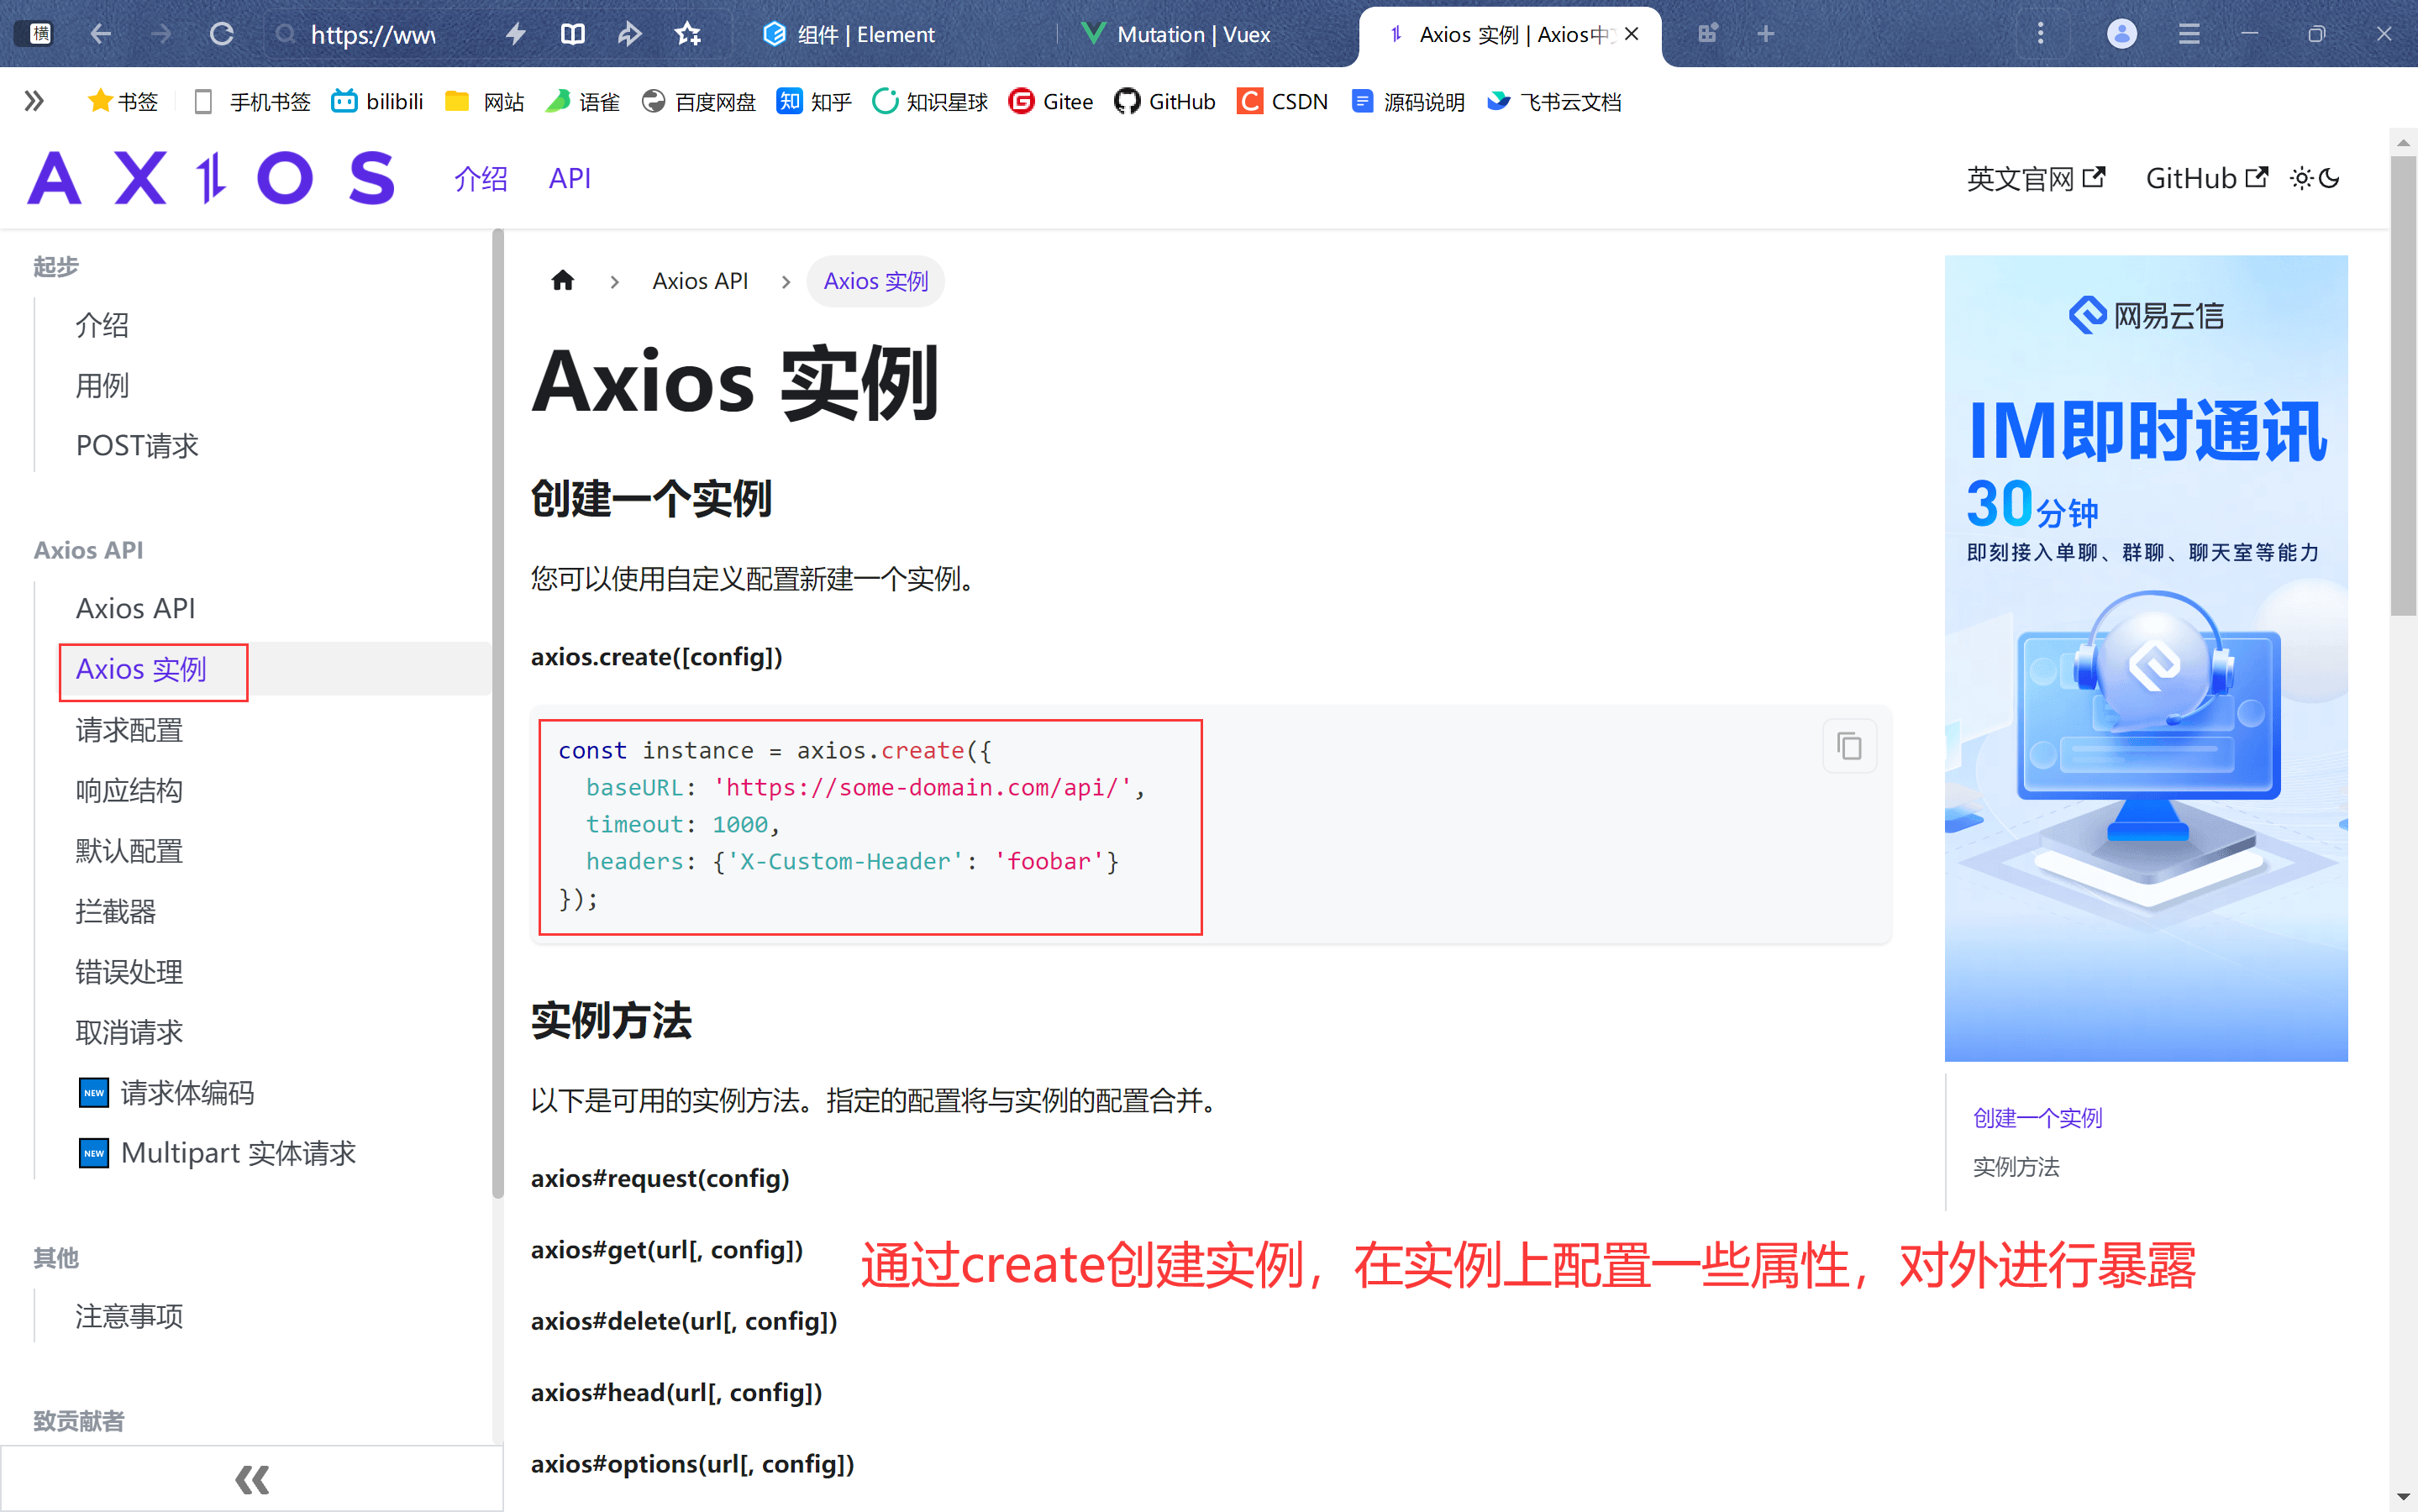 横
https://www
组件 | Element
Mutation | Vuex
Axios 实例 | Axios中
书签
手机书签
bilibili
网站
语雀
百度网盘
知 知乎
知识星球
Gitee
GitHub
C CSDN
源码说明
飞书云文档
AXIOS
介绍
API
英文官网
GitHub
起步
介绍
用例
POST请求
Axios API
Axios API
Axios 实例
请求配置
响应结构
默认配置
拦截器
错误处理
取消请求
NEW 请求体编码
NEW Multipart 实体请求
其他
注意事项
致贡献者
Axios API
Axios 实例
Axios 实例
创建一个实例
您可以使用自定义配置新建一个实例。
axios.create([config])
const instance = axios.create({
  baseURL: 'https://some-domain.com/api/',
  timeout: 1000,
  headers: {'X-Custom-Header': 'foobar'}
});
实例方法
以下是可用的实例方法。指定的配置将与实例的配置合并。
axios#request(config)
axios#get(url[, config])
通过create创建实例，在实例上配置一些属性，对外进行暴露
axios#delete(url[, config])
axios#head(url[, config])
axios#options(url[, config])
网易云信
IM即时通讯
30分钟
即刻接入单聊、群聊、聊天室等能力
创建一个实例
实例方法